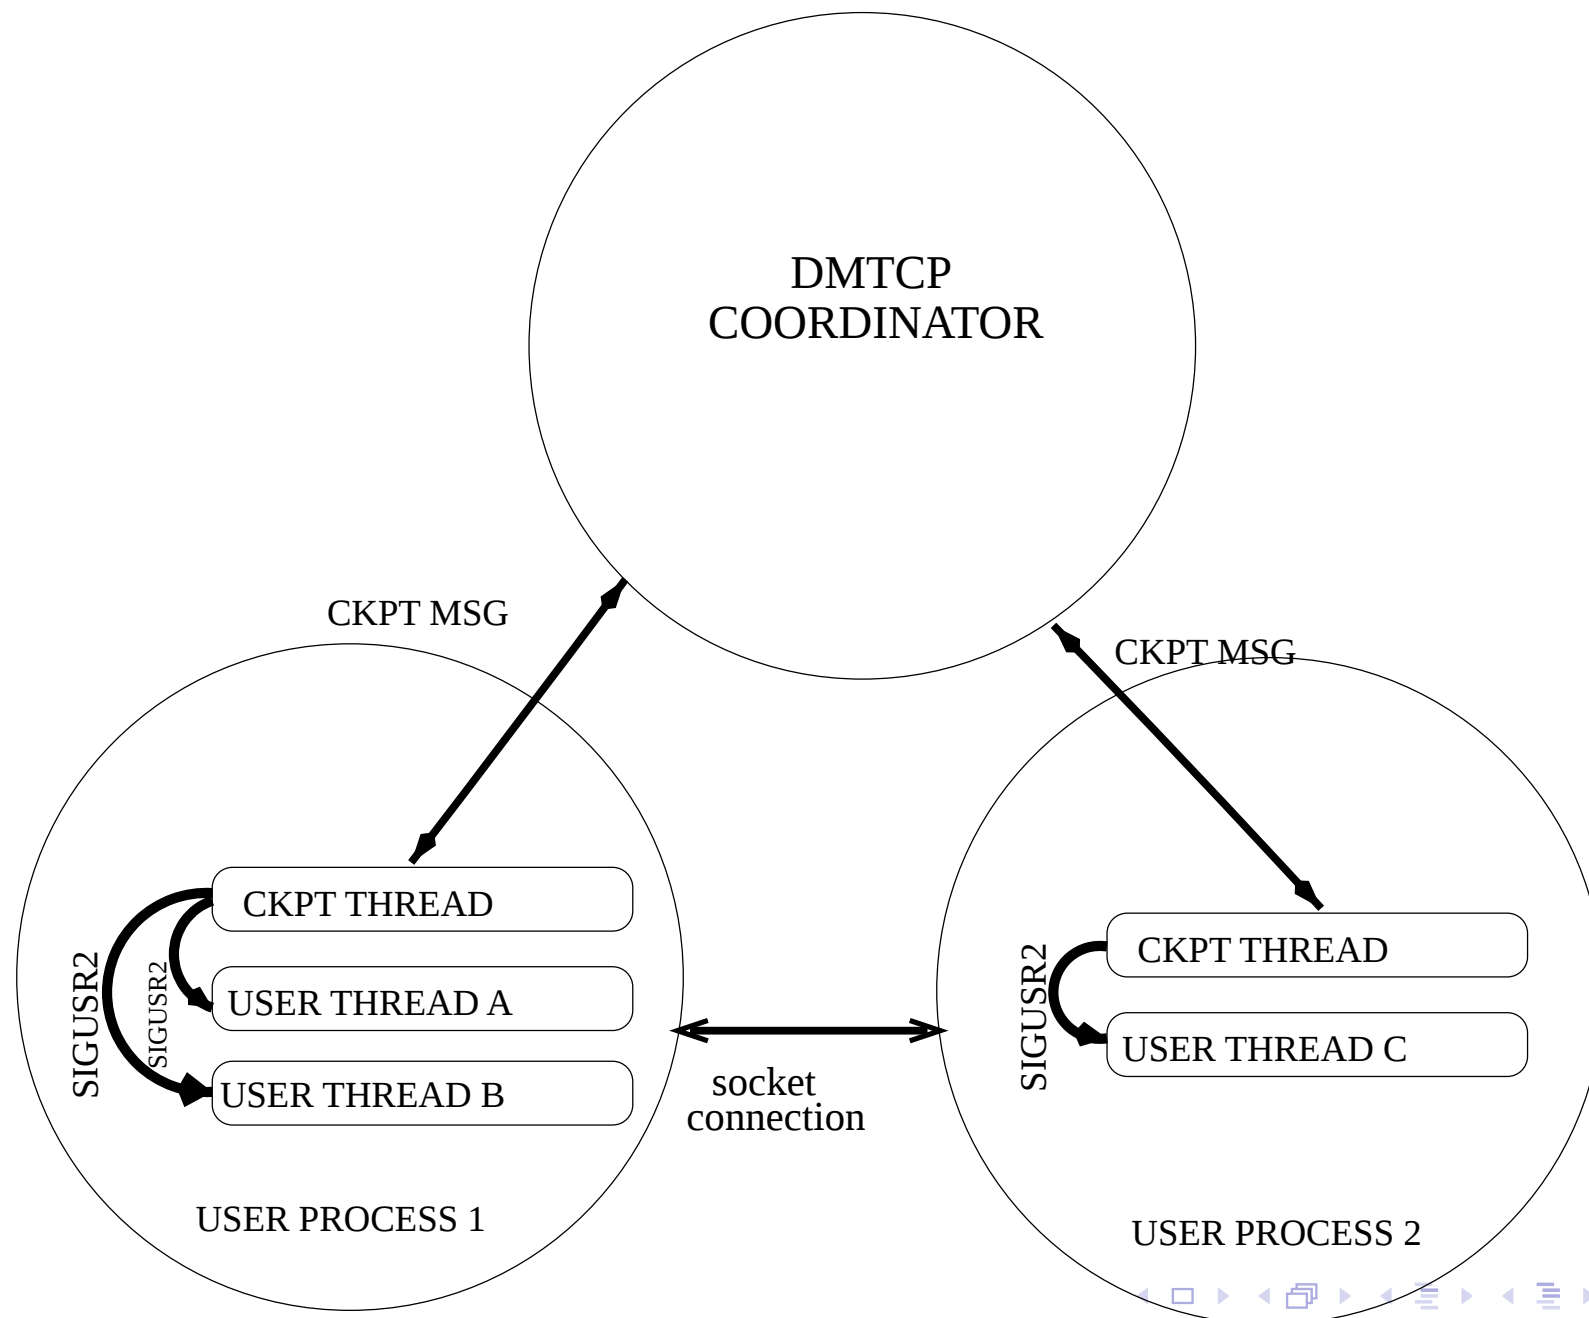 DMTCP
COORDINATOR
CKPT MSG
CKPT MSG
CKPT THREAD
USER THREAD A
USER THREAD B
SIGUSR2
SIGUSR2
USER PROCESS 1
socket
connection
CKPT THREAD
USER THREAD C
SIGUSR2
USER PROCESS 2